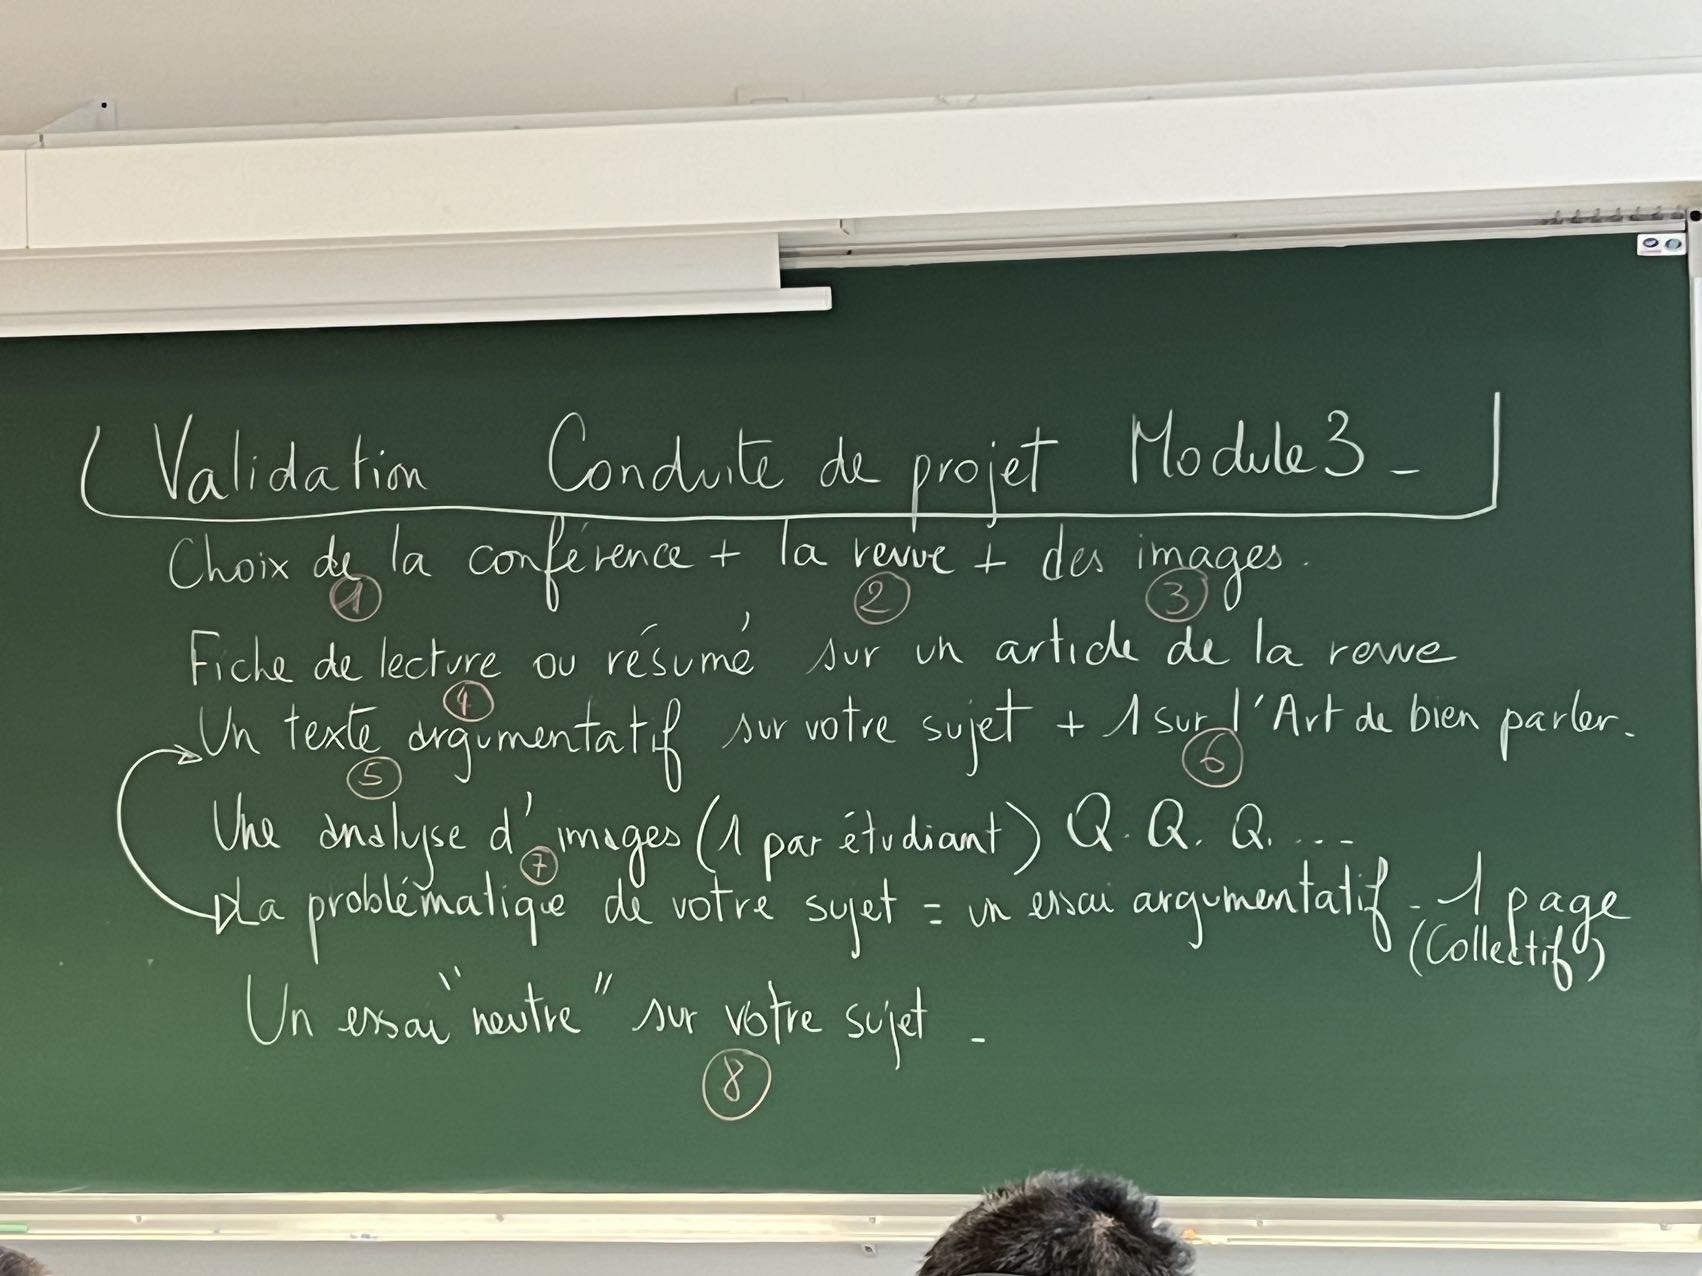 Validation Conduite de projet Module 3 -
Choix de la conférence + la revue + des images.
1 2 3
Fiche de lecture ou résumé sur un article de la revue
4
Un texte argumentatif sur votre sujet + 1 sur l'Art de bien parler.
5 6
Une analyse d'images (1 par étudiant) Q. Q. Q. ...
7
La problématique de votre sujet = un essai argumentatif - 1 page
(Collectif)
Un essai "neutre" sur votre sujet -
8